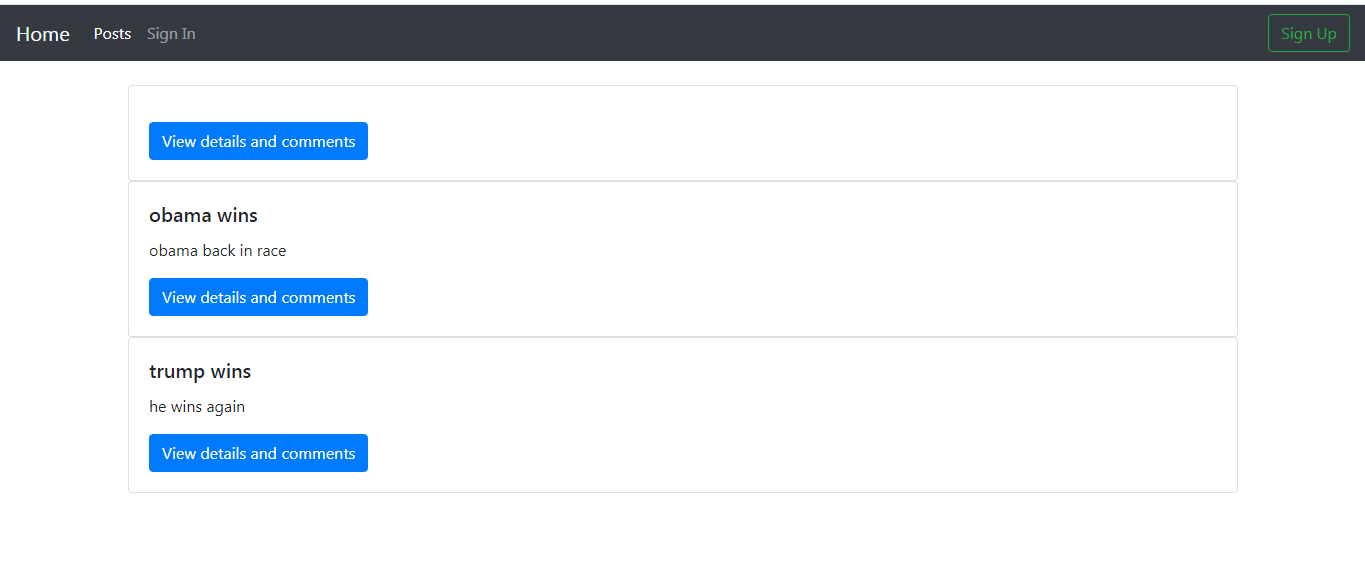 Home Posts Sign In Sign Up
View details and comments
obama wins
obama back in race
View details and comments
trump wins
he wins again
View details and comments